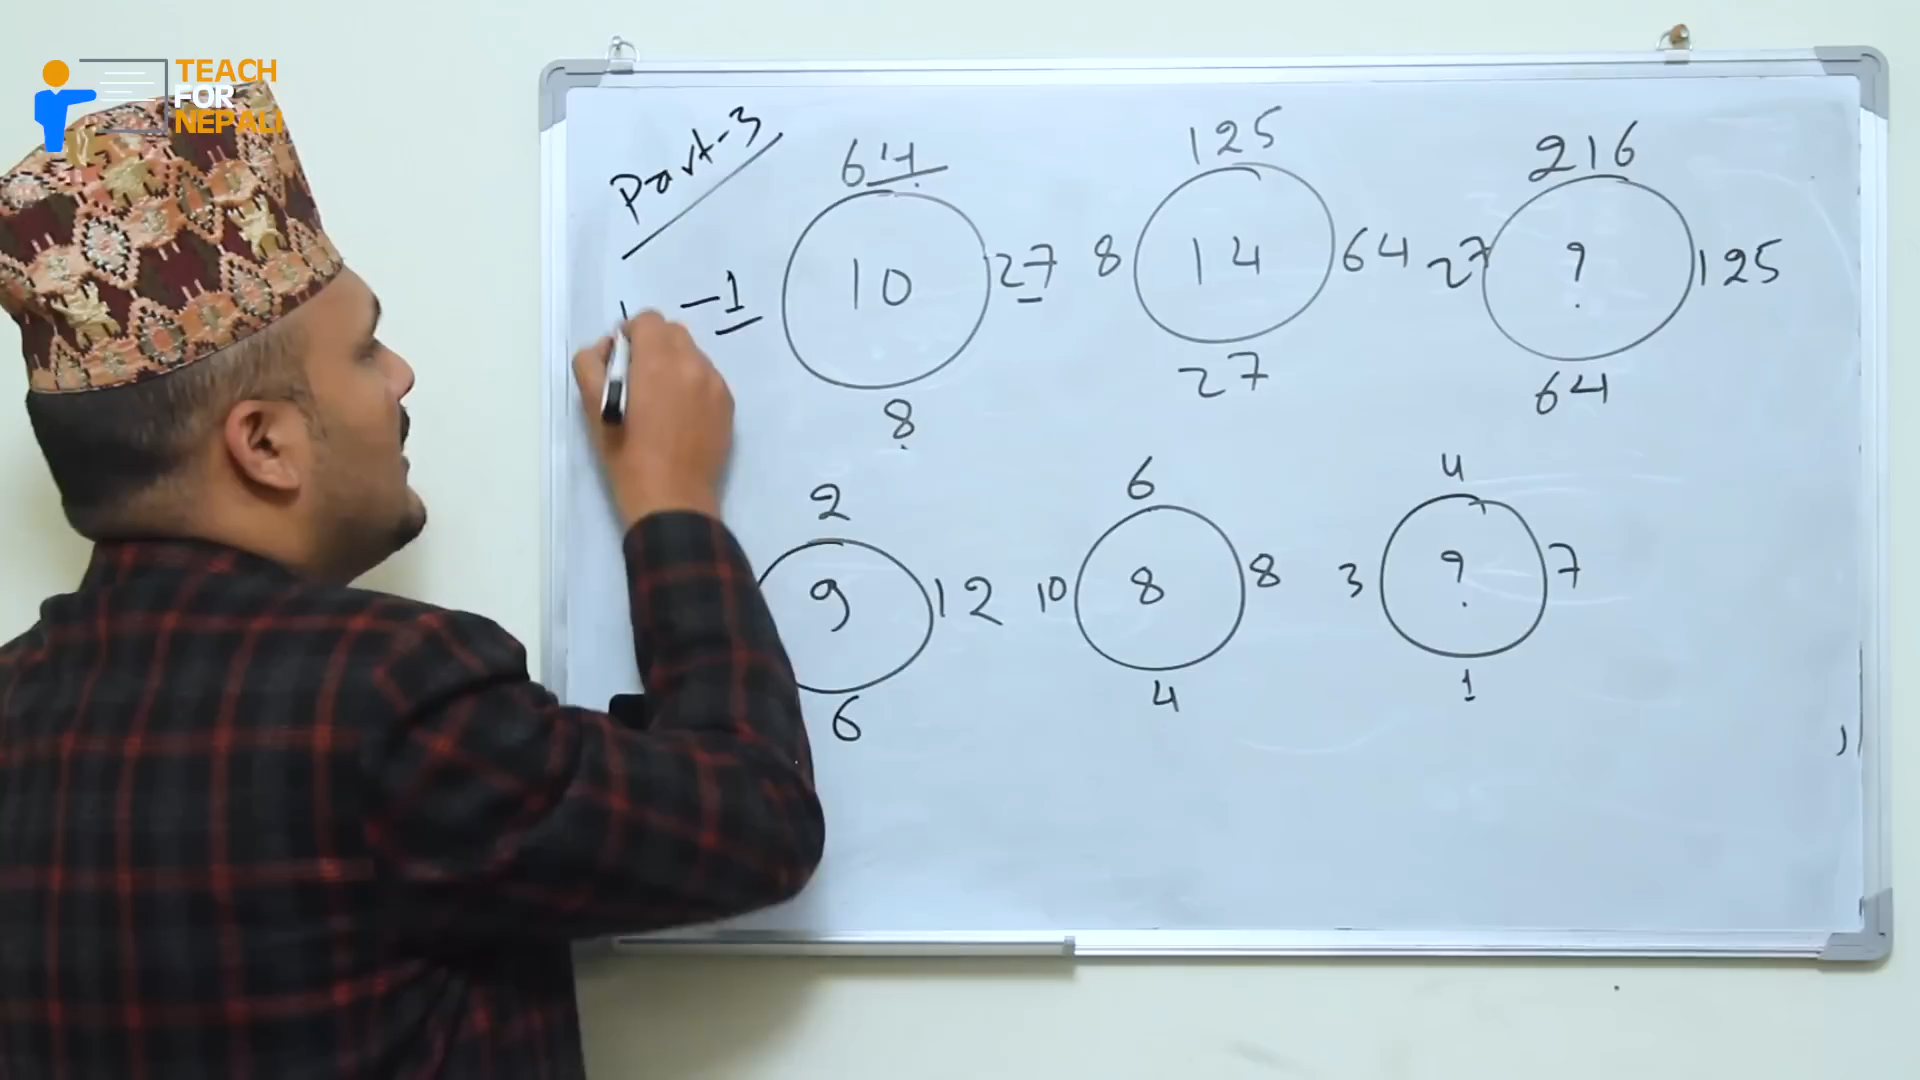 TEACH
FOR
NEPALI
Part-3
64 125 216
1 10 27 8 14 64 27 ? 125
8 27 64
2 6 4
9 12 10 8 8 3 ? 7
6 4 1